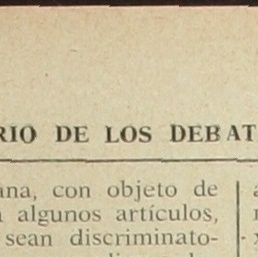 RIO DE LOS DEBAT
ana, con objeto de
algunos artículos,
sean discriminato-